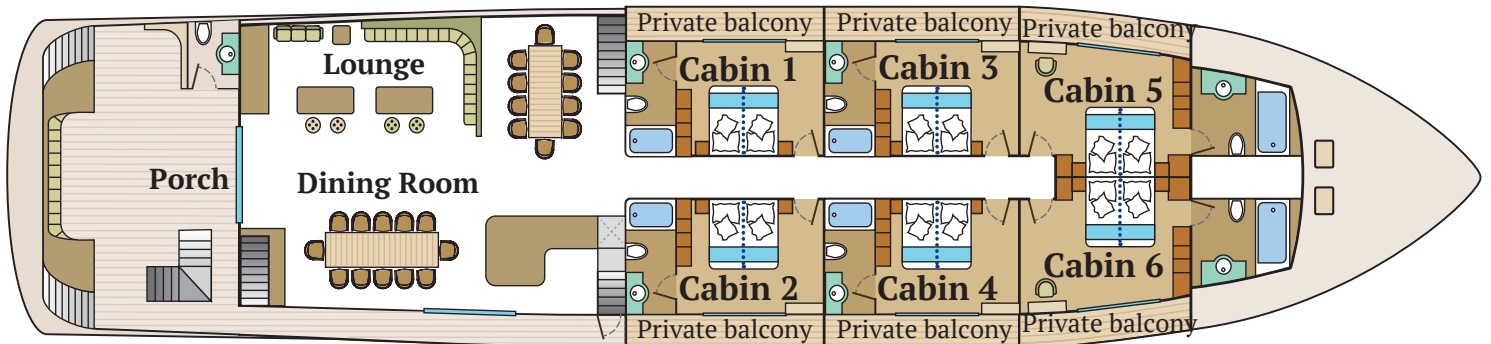 Private balcony
Private balcony
Private balcony
Cabin 1
Cabin 3
Cabin 5
Lounge
Porch
Dining Room
Cabin 2
Cabin 4
Cabin 6
Private balcony
Private balcony
Private balcony